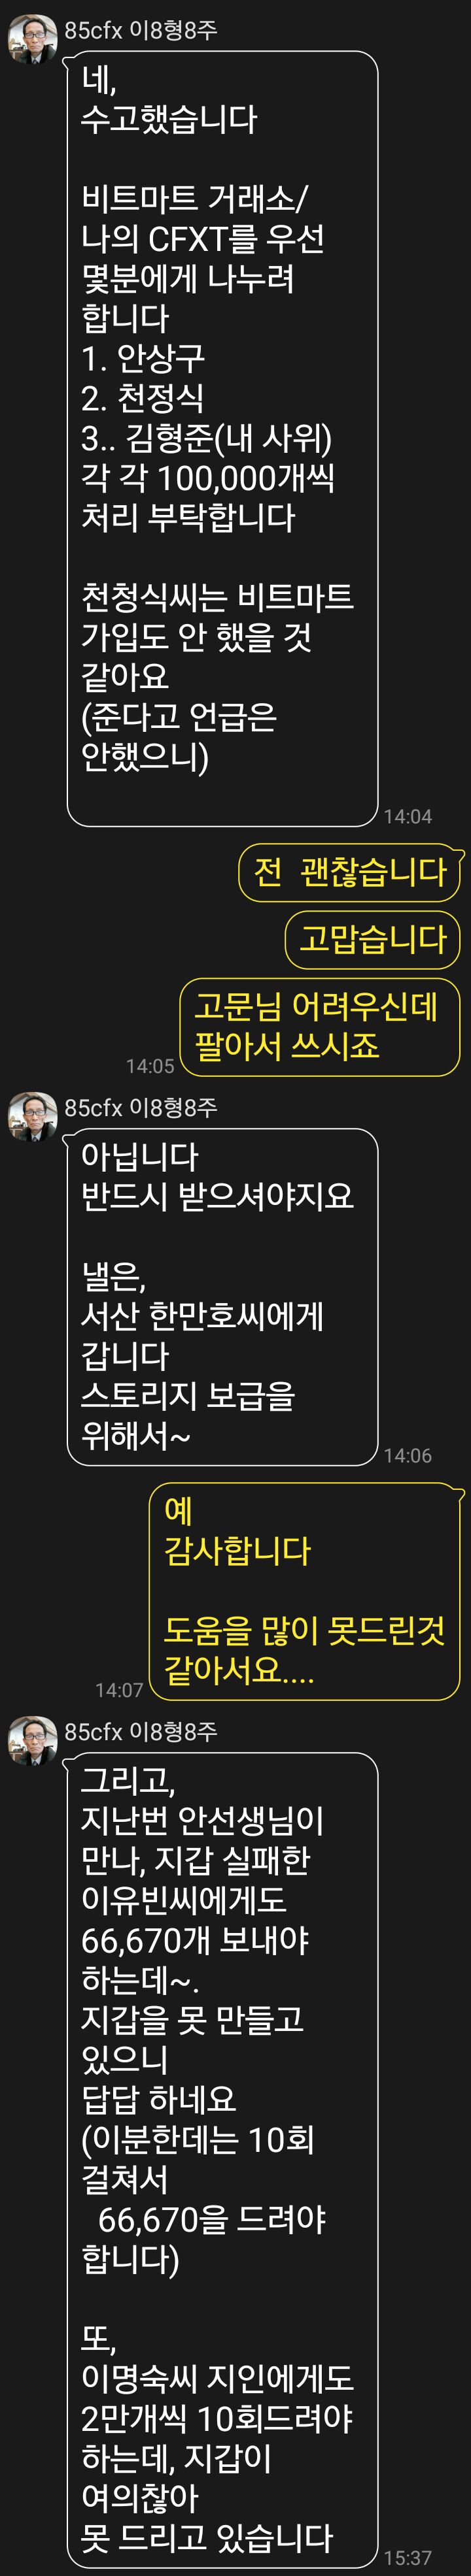 85cfx 이8형8주
네,
수고했습니다
비트마트 거래소/
나의 CFXT를 우선
몇분에게 나누려
합니다
1. 안상구
2. 천정식
3.. 김형준(내 사위)
각 각 100,000개씩
처리 부탁합니다
천청식씨는 비트마트
가입도 안 했을 것
같아요
(준다고 언급은
안했으니)
14:04
전  괜찮습니다
고맙습니다
고문님 어려우신데
팔아서 쓰시죠
14:05
85cfx 이8형8주
아닙니다
반드시 받으셔야지요
낼은,
서산 한만호씨에게
갑니다
스토리지 보급을
위해서~
14:06
예
감사합니다
도움을 많이 못드린것
같아서요....
14:07
85cfx 이8형8주
그리고,
지난번 안선생님이
만나, 지갑 실패한
이유빈씨에게도
66,670개 보내야
하는데~.
지갑을 못 만들고
있으니
답답 하네요
(이분한데는 10회
걸쳐서
66,670을 드려야
합니다)
또,
이명숙씨 지인에게도
2만개씩 10회드려야
하는데, 지갑이
여의찮아
못 드리고 있습니다
15:37